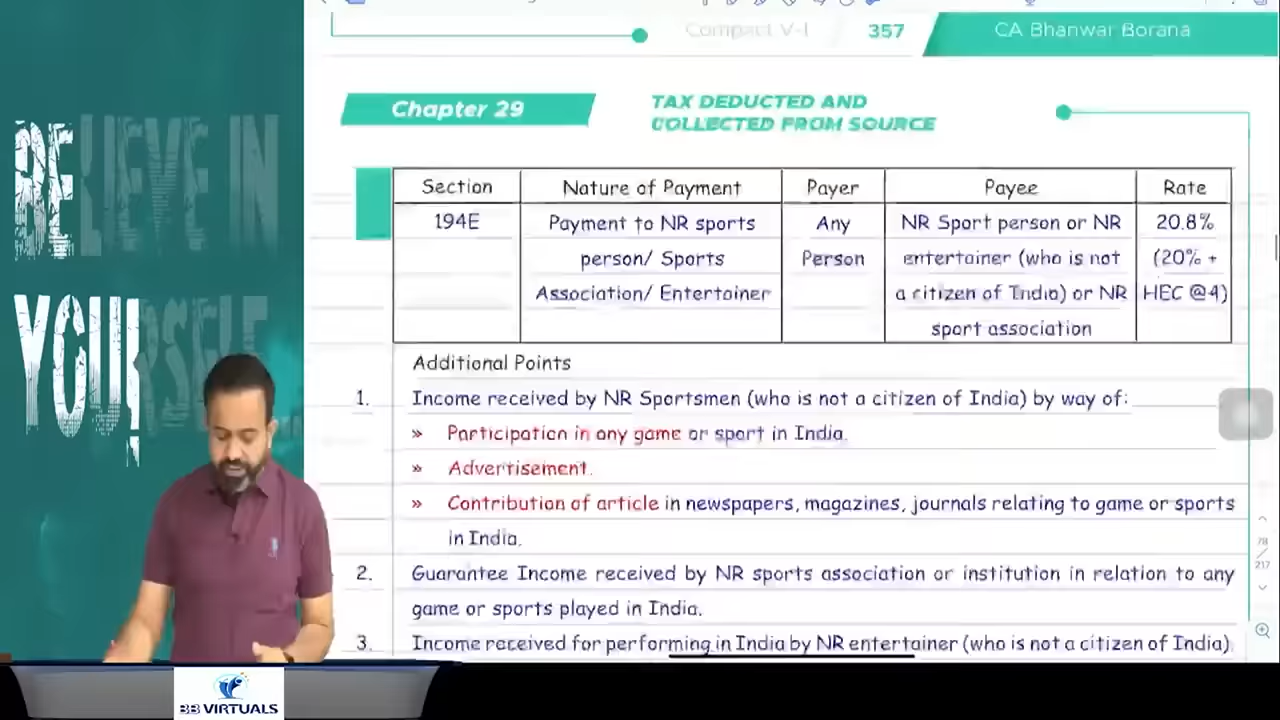 BELIEVE IN
YOURSELF
Compact V-I / 357 CA Bhanwar Borana
Chapter 29
TAX DEDUCTED AND
COLLECTED FROM SOURCE
Section Nature of Payment Payer Payee Rate
194E Payment to NR sports Any NR Sport person or NR 20.8%
person/ Sports Person entertainer (who is not (20% +
Association/ Entertainer a citizen of India) or NR HEC @4)
sport association
Additional Points
1. Income received by NR Sportsmen (who is not a citizen of India) by way of:
» Participation in any game or sport in India.
» Advertisement.
» Contribution of article in newspapers, magazines, journals relating to game or sports
in India.
2. Guarantee Income received by NR sports association or institution in relation to any
game or sports played in India.
3. Income received for performing in India by NR entertainer (who is not a citizen of India).
78
/
217
BB VIRTUALS